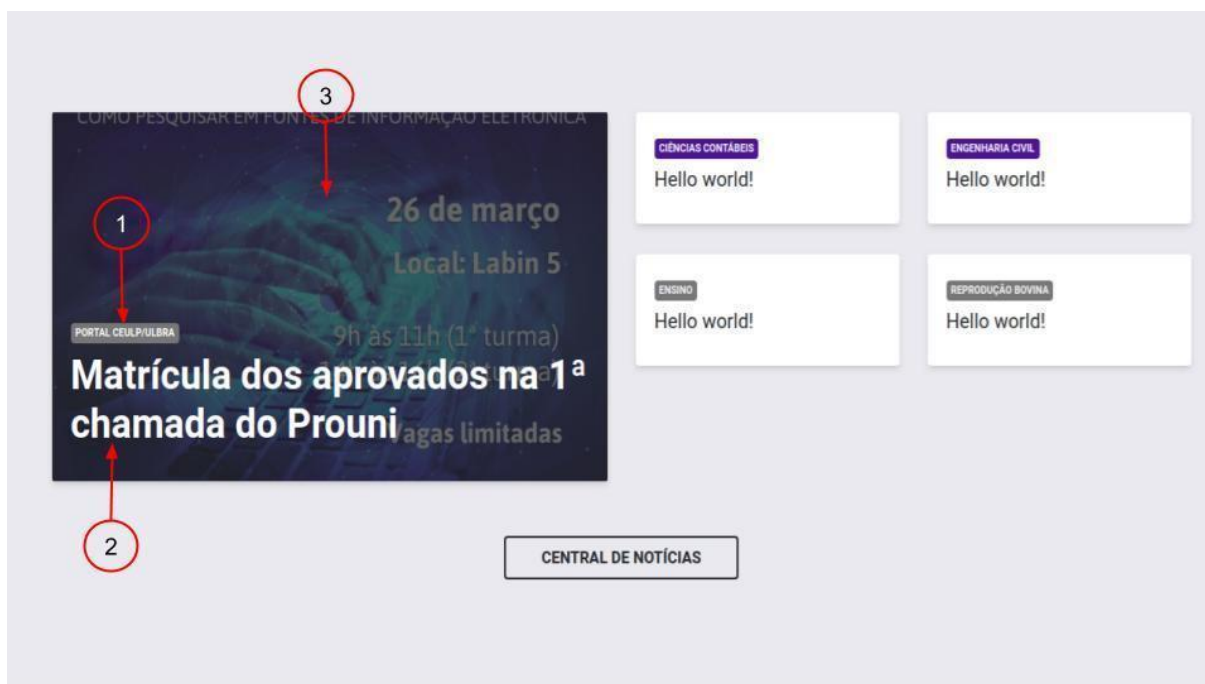 3
COMO PESQUISAR EM FONTES DE INFORMAÇÃO ELETRÔNICA
1
26 de março
Local: Labin 5
PORTAL CEULP/ULBRA
9h às 11h (1ª turma)
Matrícula dos aprovados na 1ª
chamada do Prouni
Vagas limitadas
2
CIÊNCIAS CONTÁBEIS
Hello world!
ENGENHARIA CIVIL
Hello world!
ENSINO
Hello world!
REPRODUÇÃO BOVINA
Hello world!
CENTRAL DE NOTÍCIAS